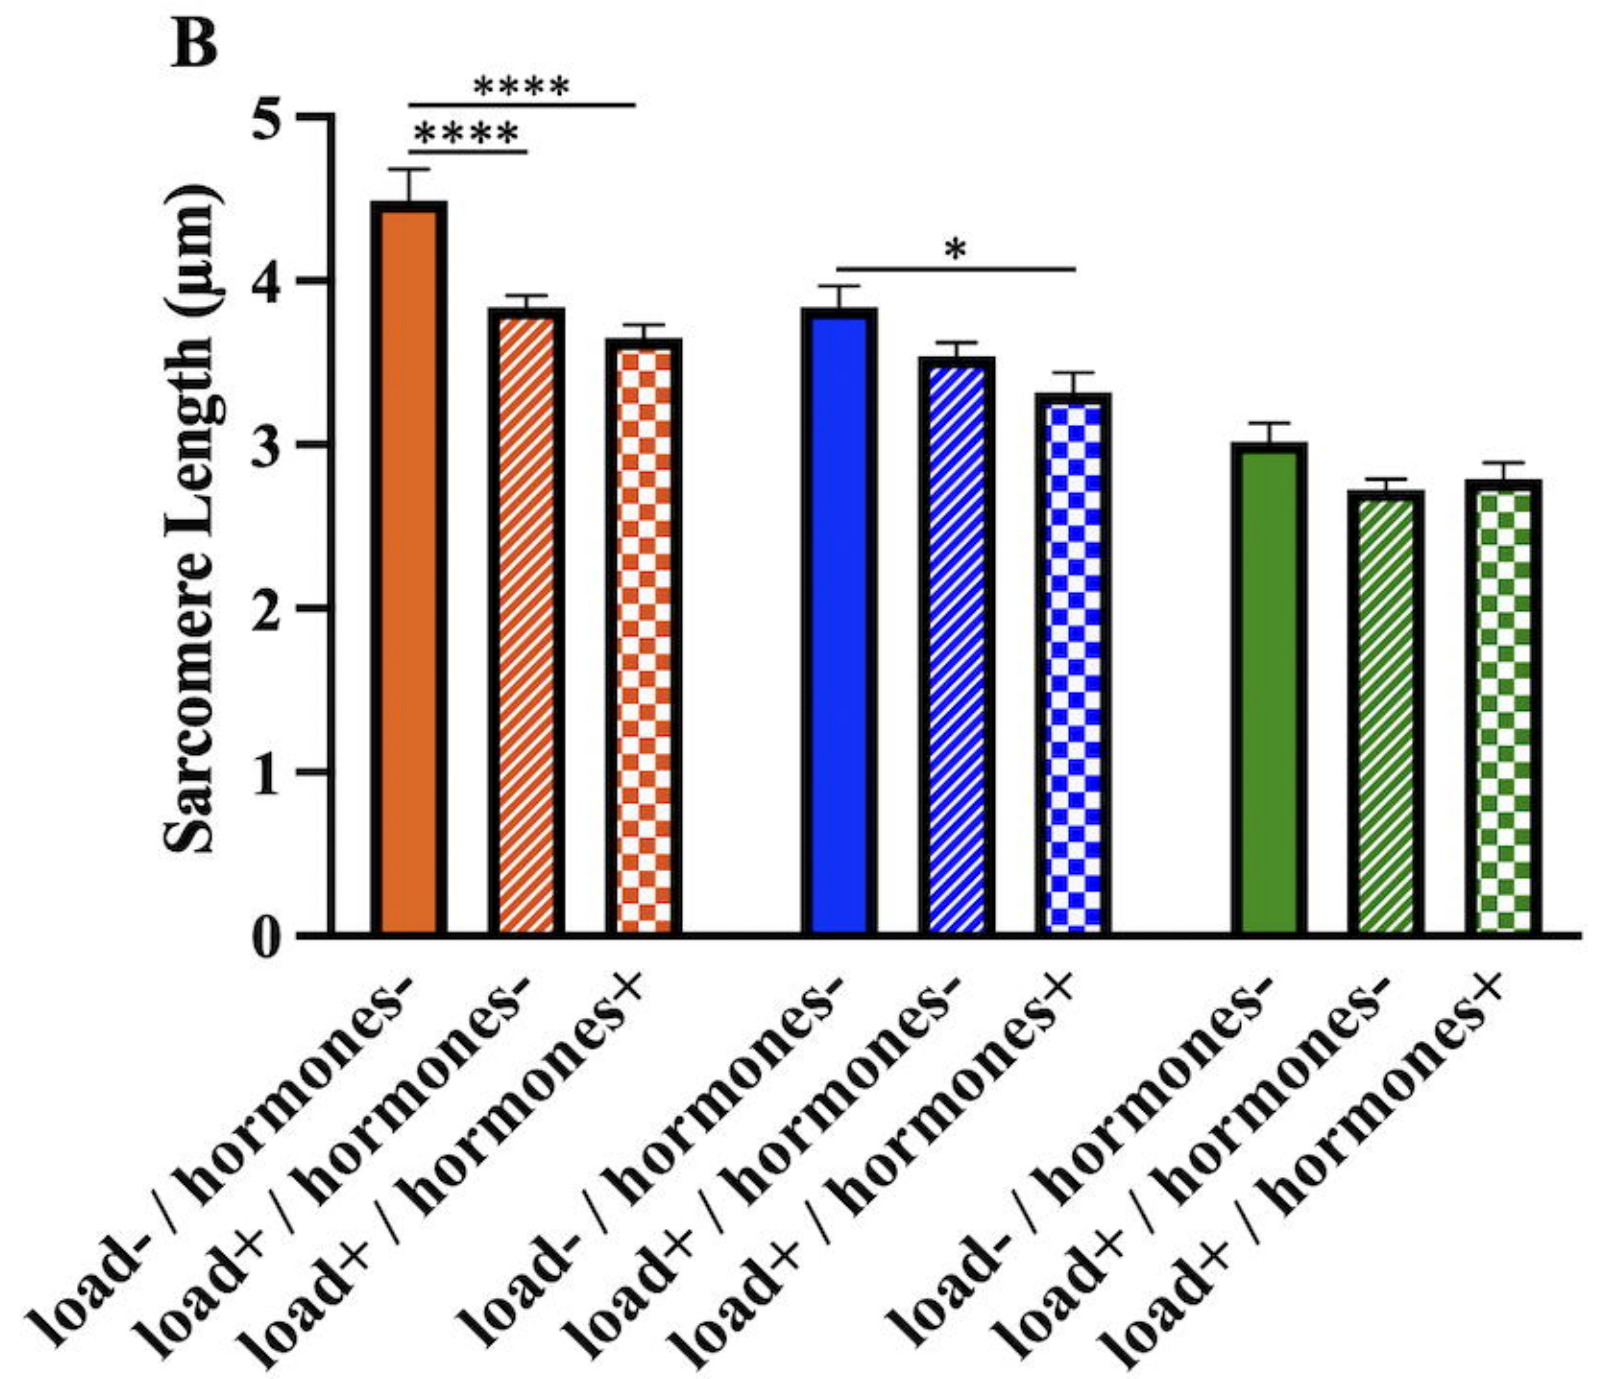 B
****
****
*
5
4
3
2
1
0
Sarcomere Length (μm)
load- / hormones-
load+ / hormones-
load+ / hormones+
load- / hormones-
load+ / hormones-
load+ / hormones+
load- / hormones-
load+ / hormones-
load+ / hormones+